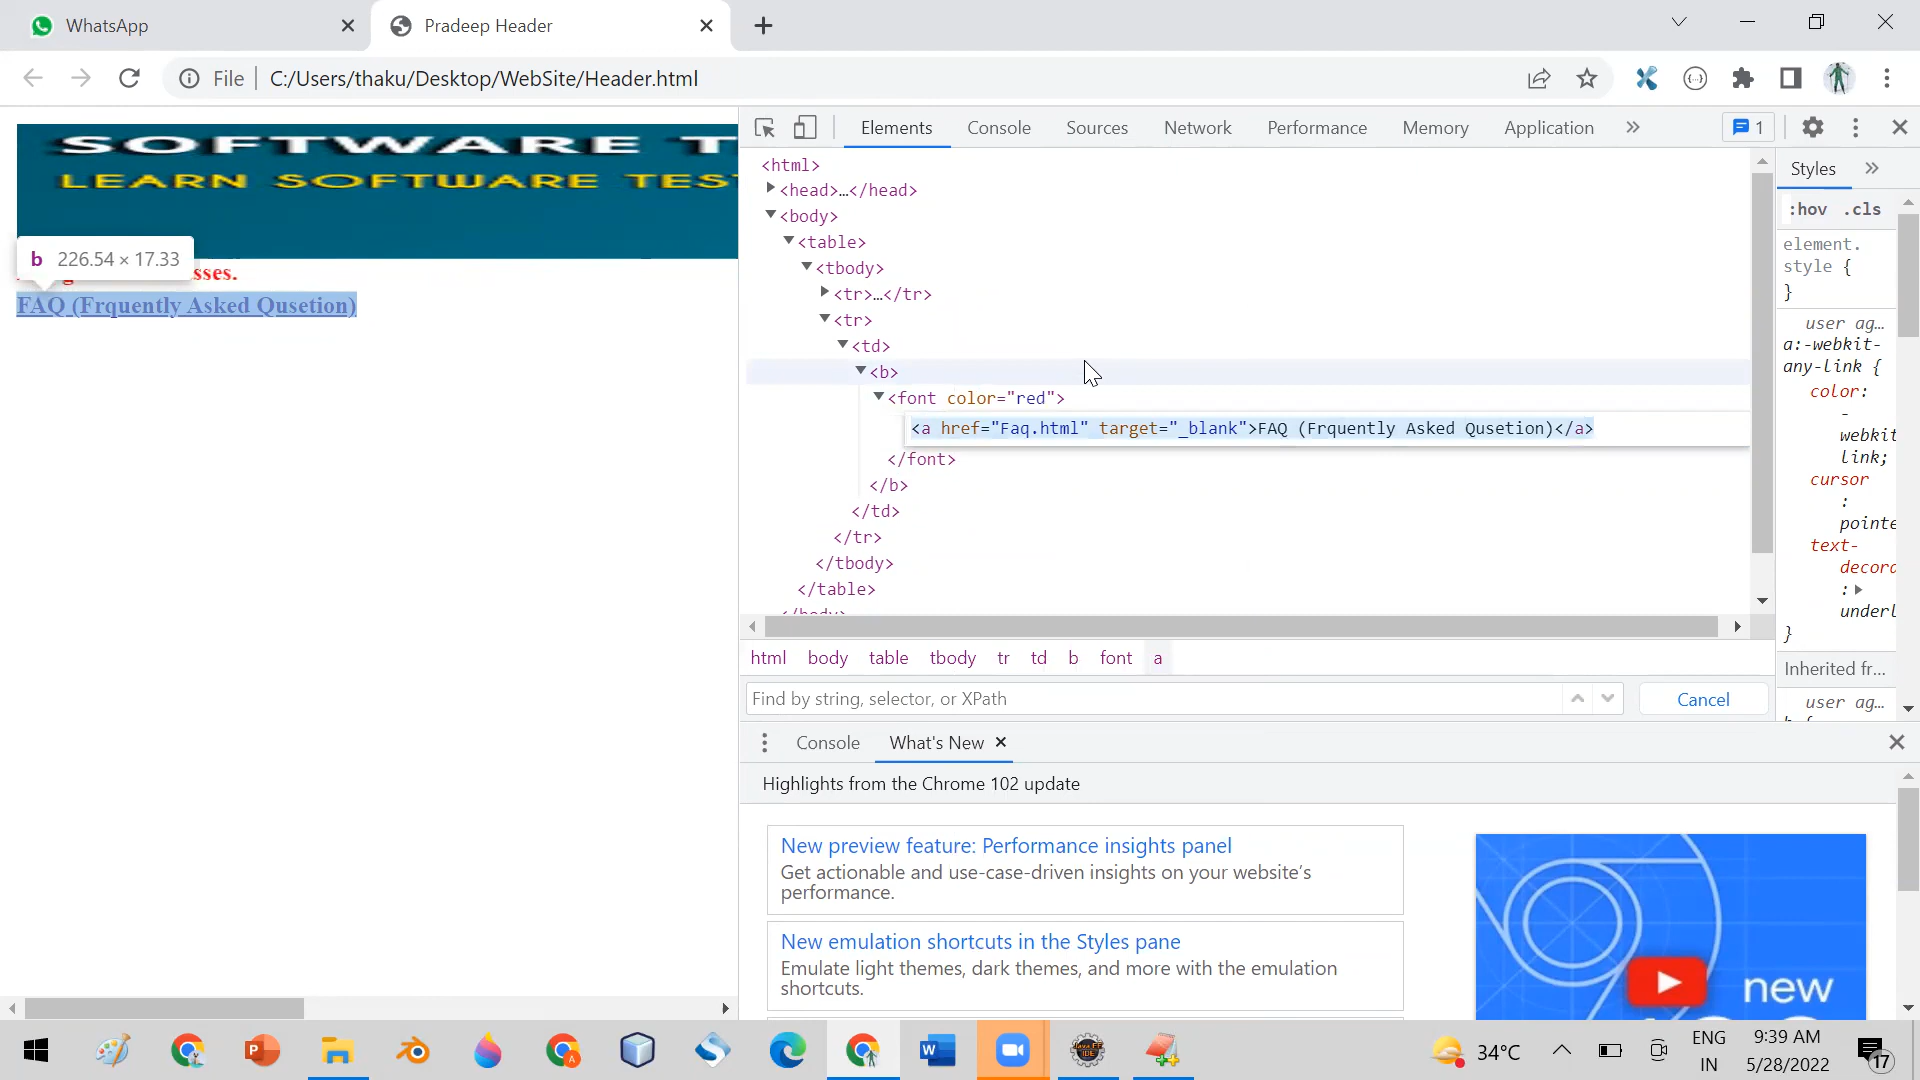 WhatsApp
Pradeep Header
File
C:/Users/thaku/Desktop/WebSite/Header.html
SOFTWARE T
LEARN SOFTWARE TEST
b 226.54 × 17.33
sses.
FAQ (Frquently Asked Qusetion)
Elements Console Sources Network Performance Memory Application » 1
<html>
<head>…</head>
<body>
<table>
<tbody>
<tr>…</tr>
<tr>
<td>
<b>
<font color="red">
<a href="Faq.html" target="_blank">FAQ (Frquently Asked Qusetion)</a>
</font>
</b>
</td>
</tr>
</tbody>
</table>
</body>
html body table tbody tr td b font a
Find by string, selector, or XPath
Cancel
Styles »
:hov .cls
element.
style {
}
user ag…
a:-webkit-
any-link {
color:
-
webkit
link;
cursor
:
pointe
text-
decora
:
underl
}
Inherited fr…
user ag…
Console What's New
Highlights from the Chrome 102 update
New preview feature: Performance insights panel
Get actionable and use-case-driven insights on your website's
performance.
New emulation shortcuts in the Styles pane
Emulate light themes, dark themes, and more with the emulation
shortcuts.
new
34°C
ENG
IN
9:39 AM
5/28/2022
17